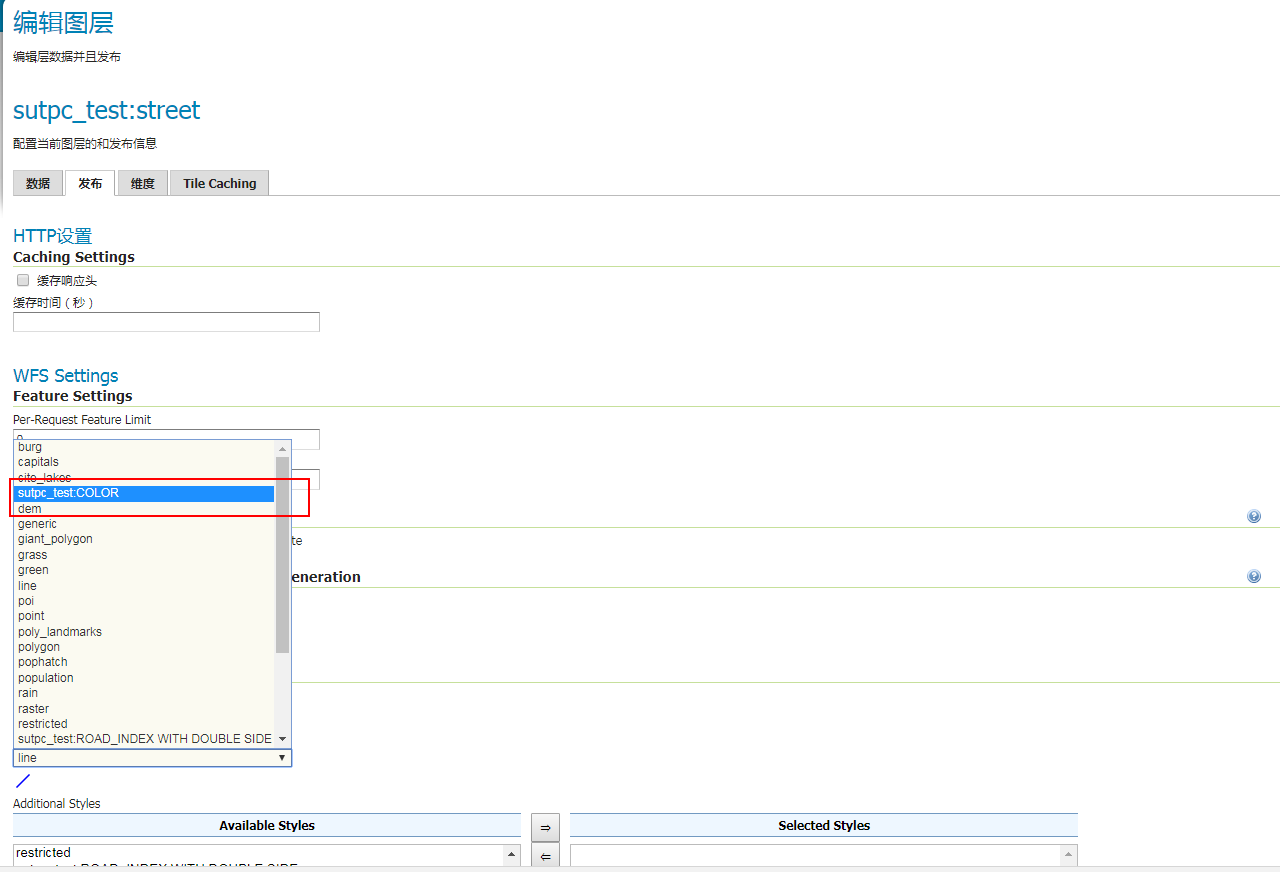 编辑图层
编辑层数据并且发布
sutpc_test:street
配置当前图层的和发布信息
数据 发布 维度 Tile Caching
HTTP设置
Caching Settings
缓存响应头
缓存时间（秒）
WFS Settings
Feature Settings
Per-Request Feature Limit
burg
capitals
cite_lakes
sutpc_test:COLOR
dem
generic
te
giant_polygon
grass
green
eneration
line
poi
point
poly_landmarks
polygon
pophatch
population
rain
raster
restricted
sutpc_test:ROAD_INDEX WITH DOUBLE SIDE
line
Additional Styles
Available Styles
Selected Styles
restricted